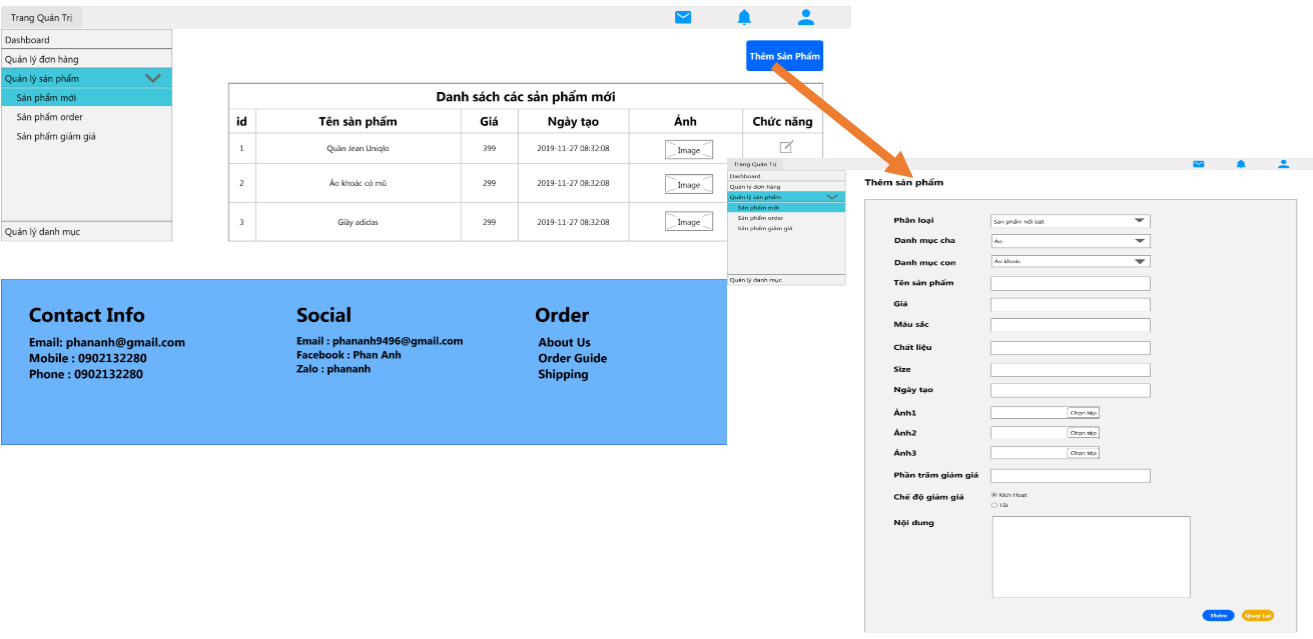 Trang Quản Trị
Dashboard
Quản lý đơn hàng
Quản lý sản phẩm
Sản phẩm mới
Sản phẩm order
Sản phẩm giảm giá
Quản lý danh mục
Thêm Sản Phẩm
Danh sách các sản phẩm mới
id Tên sản phẩm Giá Ngày tạo Ảnh Chức năng
1 Quần Jean Uniqlo 399 2019-11-27 08:32:08 Image
2 Áo khoác có mũ 299 2019-11-27 08:32:08 Image
3 Giày adidas 299 2019-11-27 08:32:08 Image
Contact Info
Email: phananh@gmail.com
Mobile : 0902132280
Phone : 0902132280
Social
Email : phananh9496@gmail.com
Facebook : Phan Anh
Zalo : phananh
Order
About Us
Order Guide
Shipping
Trang Quản Trị
Dashboard
Quản lý đơn hàng
Quản lý sản phẩm
Sản phẩm mới
Sản phẩm order
Sản phẩm giảm giá
Quản lý danh mục
Thêm sản phẩm
Phân loại Sản phẩm nổi bật
Danh mục cha Áo
Danh mục con Áo khoác
Tên sản phẩm
Giá
Màu sắc
Chất liệu
Size
Ngày tạo
Ảnh1 Chọn tệp
Ảnh2 Chọn tệp
Ảnh3 Chọn tệp
Phần trăm giảm giá
Chế độ giảm giá Kích Hoạt
Tắt
Nội dung
Thêm Quay Lại